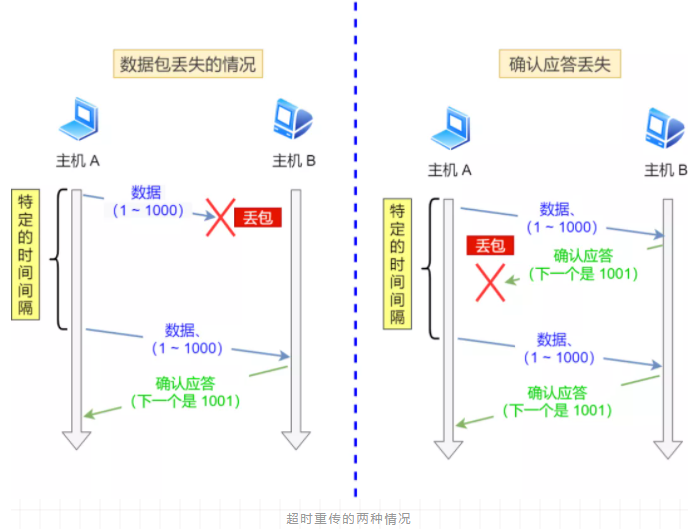 数据包丢失的情况
主机 A
主机 B
特定的时间间隔
数据
（1 ~ 1000）
丢包
数据、
（1 ~ 1000）
确认应答
（下一个是 1001）
确认应答丢失
主机 A
主机 B
特定的时间间隔
数据、
（1 ~ 1000）
丢包
确认应答
（下一个是 1001）
数据、
（1 ~ 1000）
确认应答
（下一个是 1001）
超时重传的两种情况